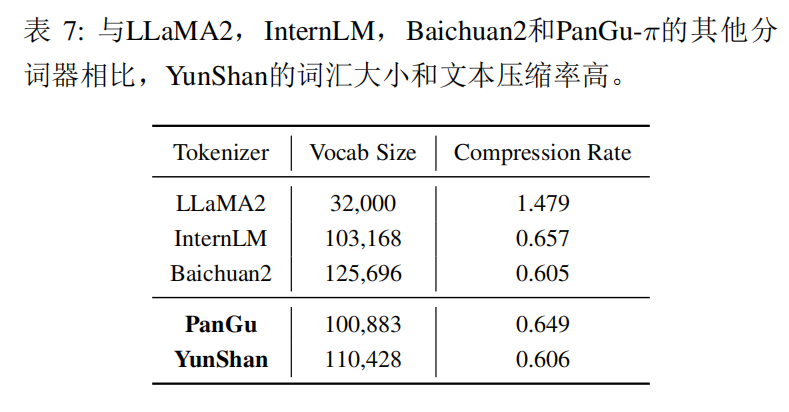 表 7: 与LLaMA2，InternLM，Baichuan2和PanGu-π的其他分
词器相比，YunShan的词汇大小和文本压缩率高。
Tokenizer Vocab Size Compression Rate
LLaMA2 32,000 1.479
InternLM 103,168 0.657
Baichuan2 125,696 0.605
PanGu 100,883 0.649
YunShan 110,428 0.606